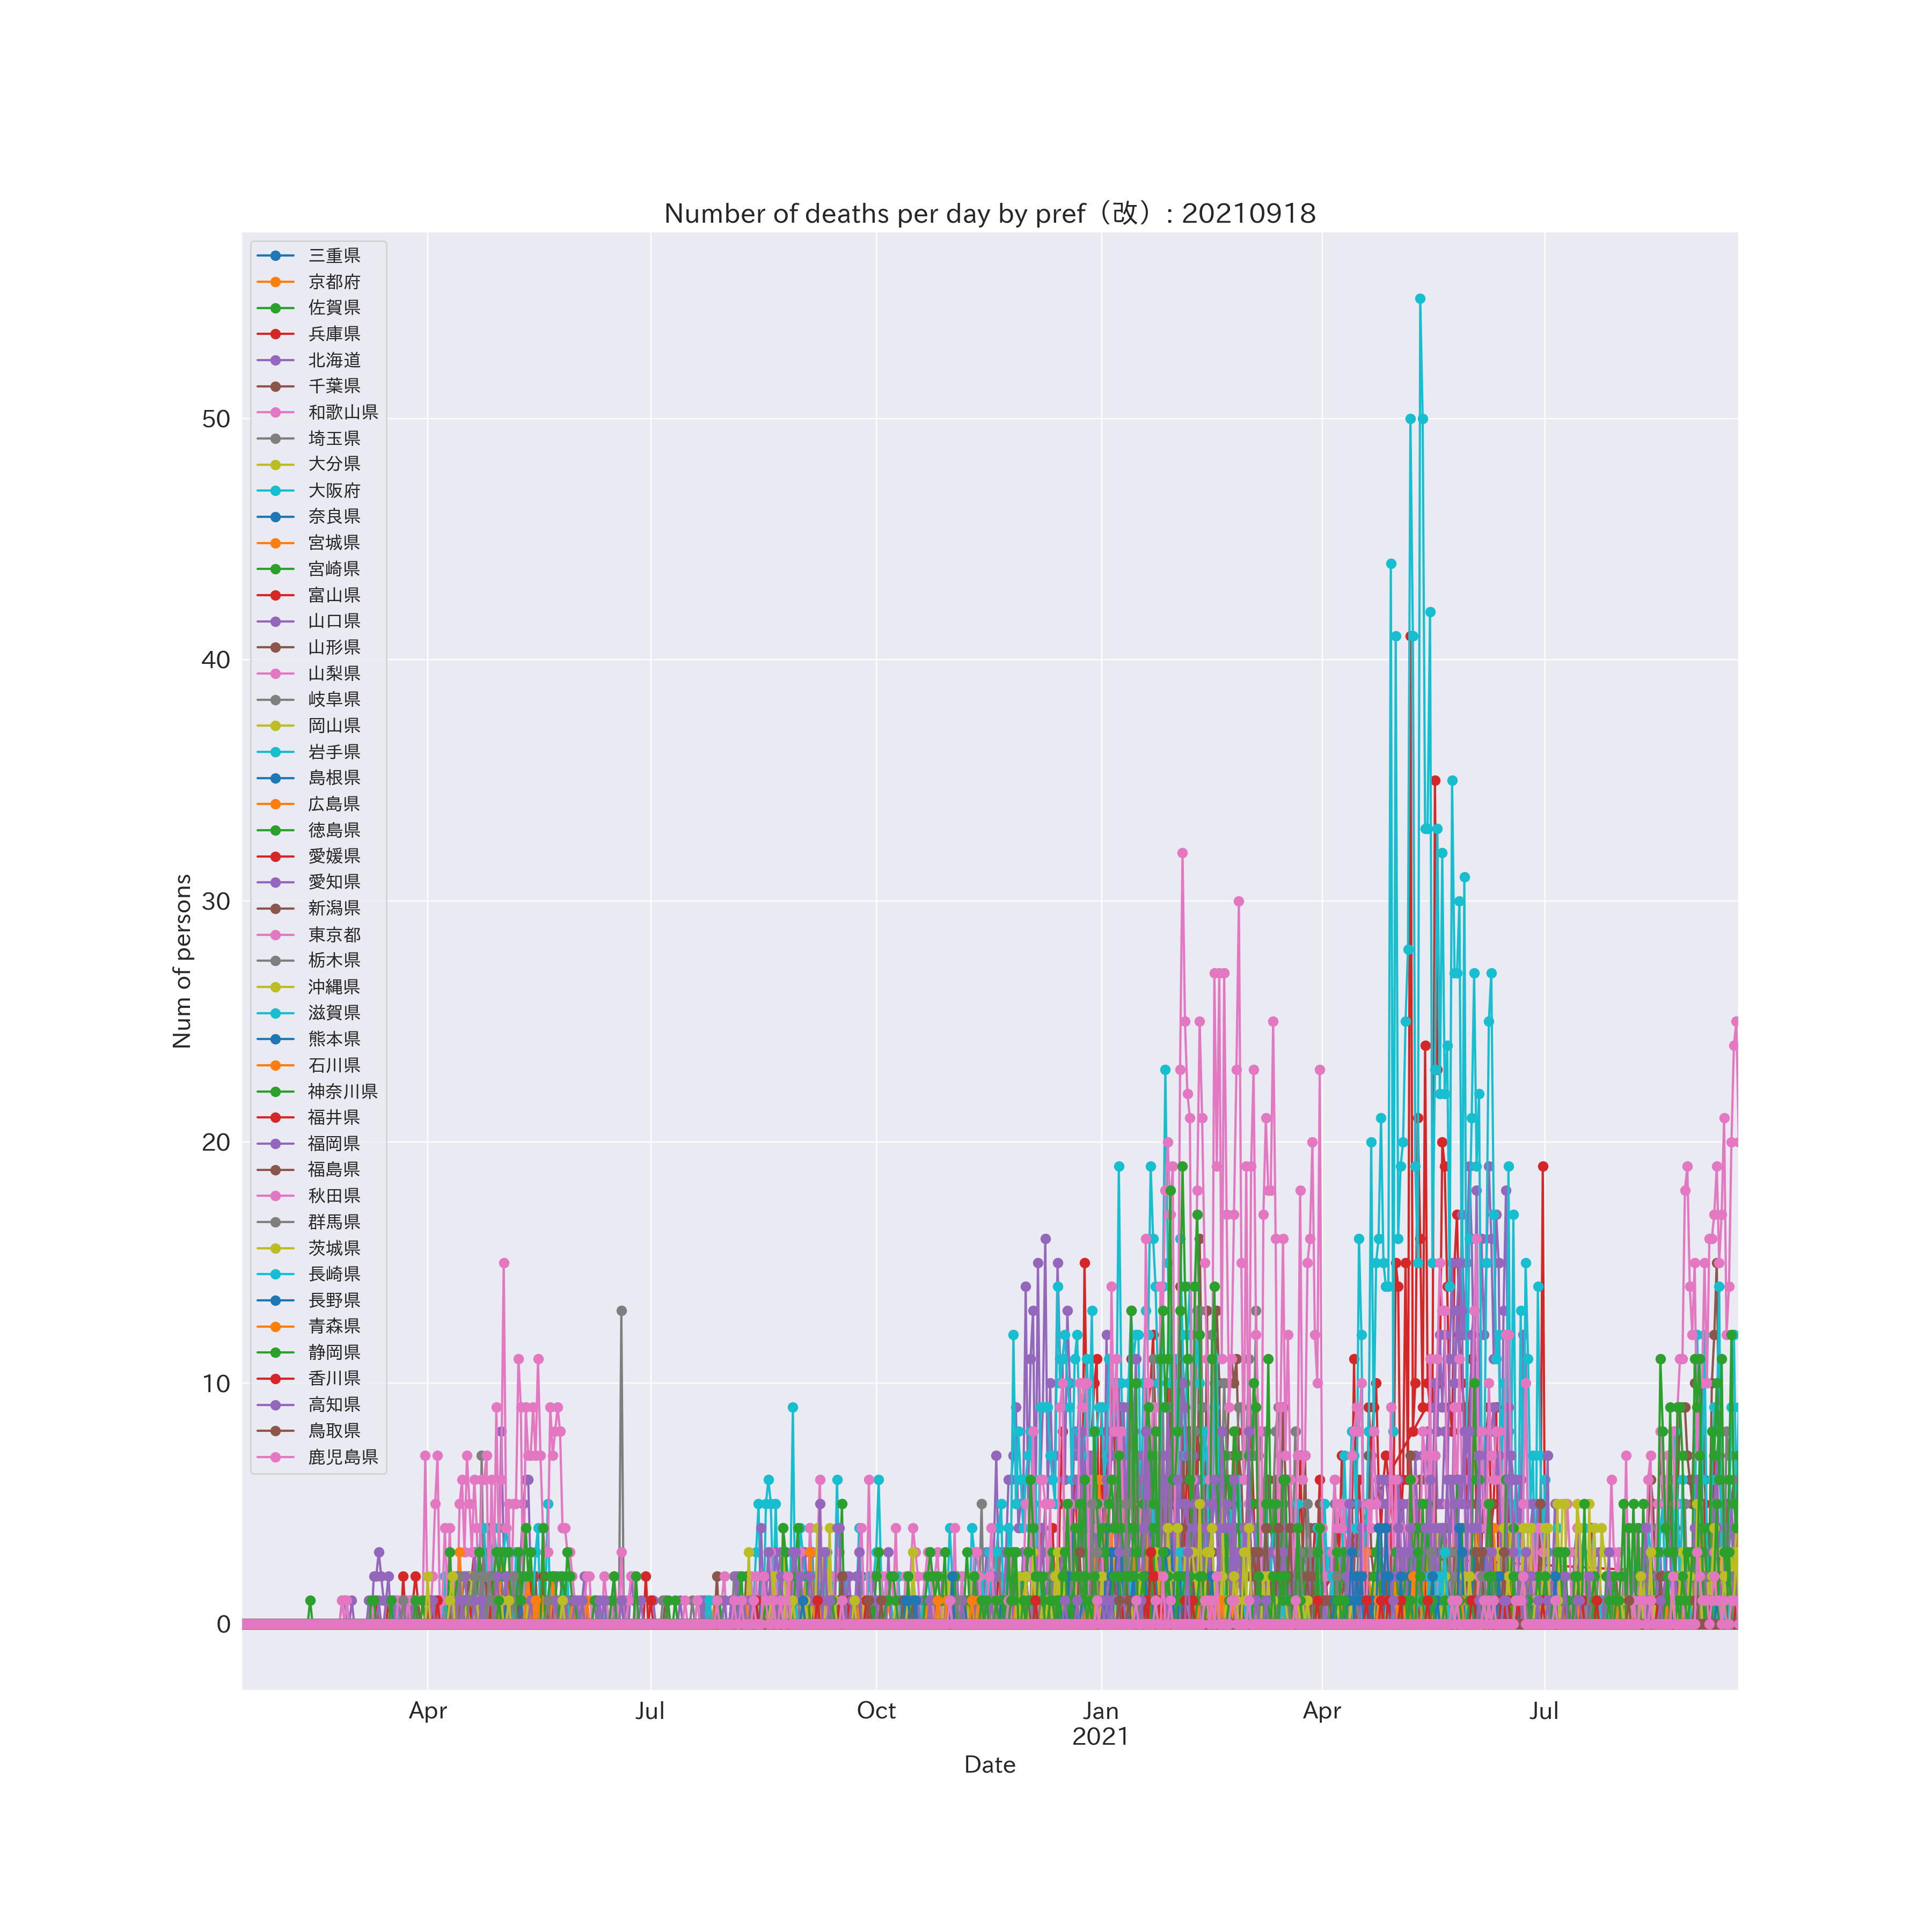 Number of deaths per day by pref（改）: 20210918
三重県
京都府
佐賀県
兵庫県
北海道
千葉県
和歌山県
埼玉県
大分県
大阪府
奈良県
宮城県
宮崎県
富山県
山口県
山形県
山梨県
岐阜県
岡山県
岩手県
島根県
広島県
徳島県
愛媛県
愛知県
新潟県
東京都
栃木県
沖縄県
滋賀県
熊本県
石川県
神奈川県
福井県
福岡県
福島県
秋田県
群馬県
茨城県
長崎県
長野県
青森県
静岡県
香川県
高知県
鳥取県
鹿児島県
50
40
30
20
10
0
Num of persons
Apr
Jul
Oct
Jan
2021
Apr
Jul
Date